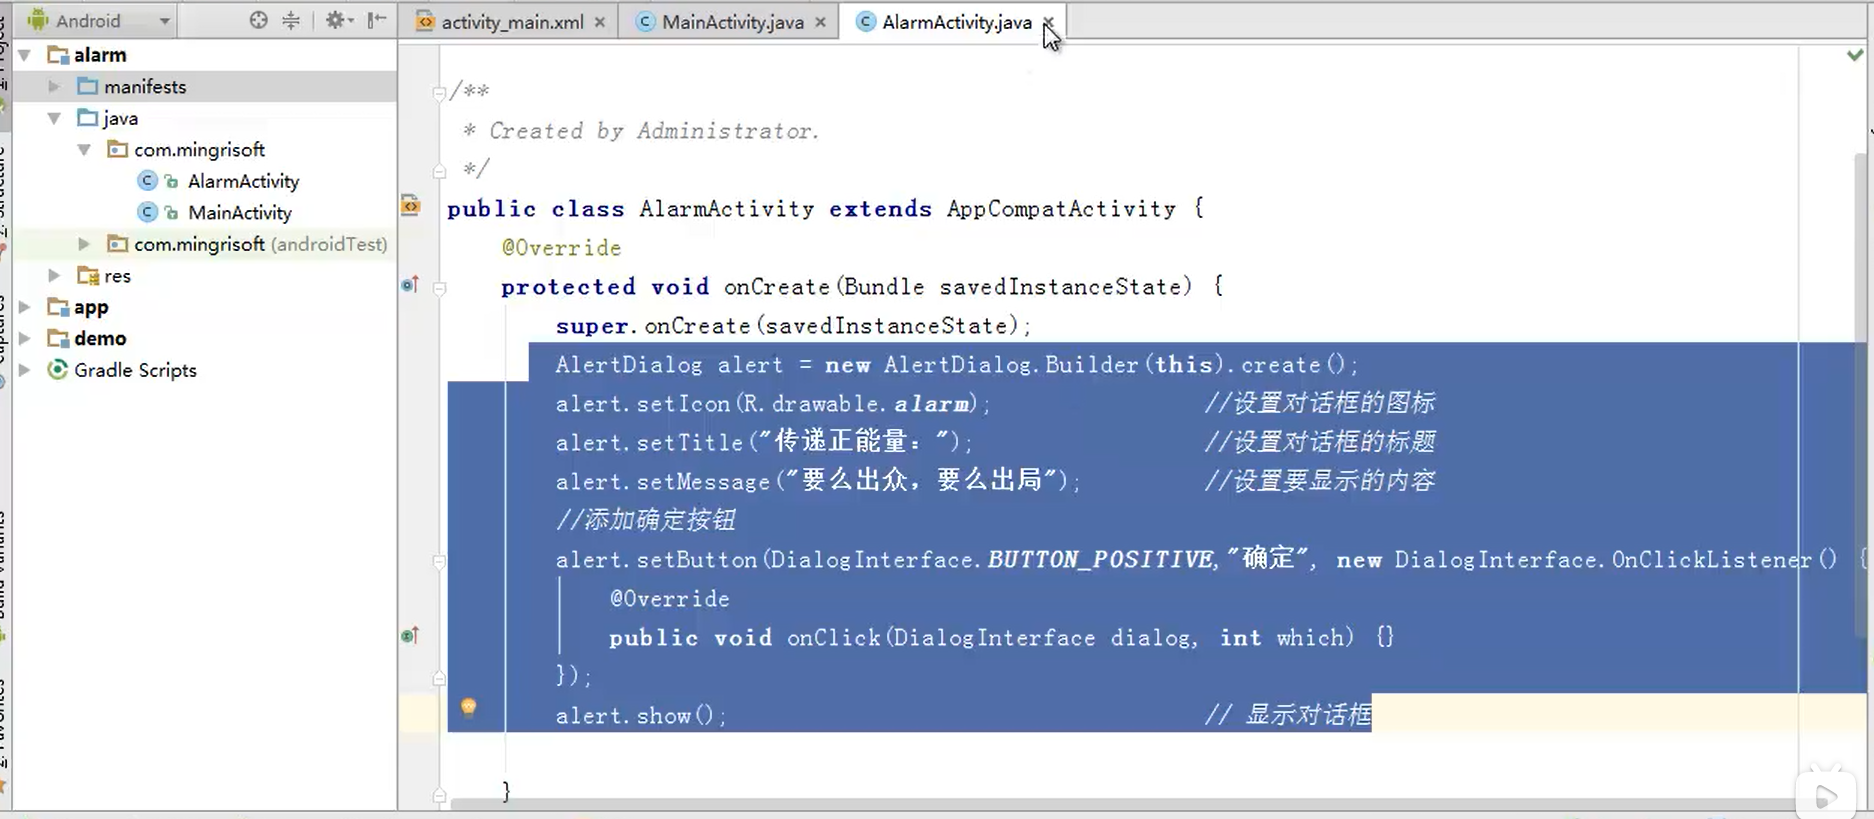 Android
activity_main.xml
MainActivity.java
AlarmActivity.java
alarm
manifests
java
com.mingrisoft
AlarmActivity
MainActivity
com.mingrisoft (androidTest)
res
app
demo
Gradle Scripts
/**
* Created by Administrator.
*/
public class AlarmActivity extends AppCompatActivity {
@Override
protected void onCreate(Bundle savedInstanceState) {
super.onCreate(savedInstanceState);
AlertDialog alert = new AlertDialog.Builder(this).create();
alert.setIcon(R.drawable.alarm); //设置对话框的图标
alert.setTitle("传递正能量："); //设置对话框的标题
alert.setMessage("要么出众，要么出局"); //设置要显示的内容
//添加确定按钮
alert.setButton(DialogInterface.BUTTON_POSITIVE,"确定", new DialogInterface.OnClickListener() {
@Override
public void onClick(DialogInterface dialog, int which) {}
});
alert.show(); // 显示对话框
}